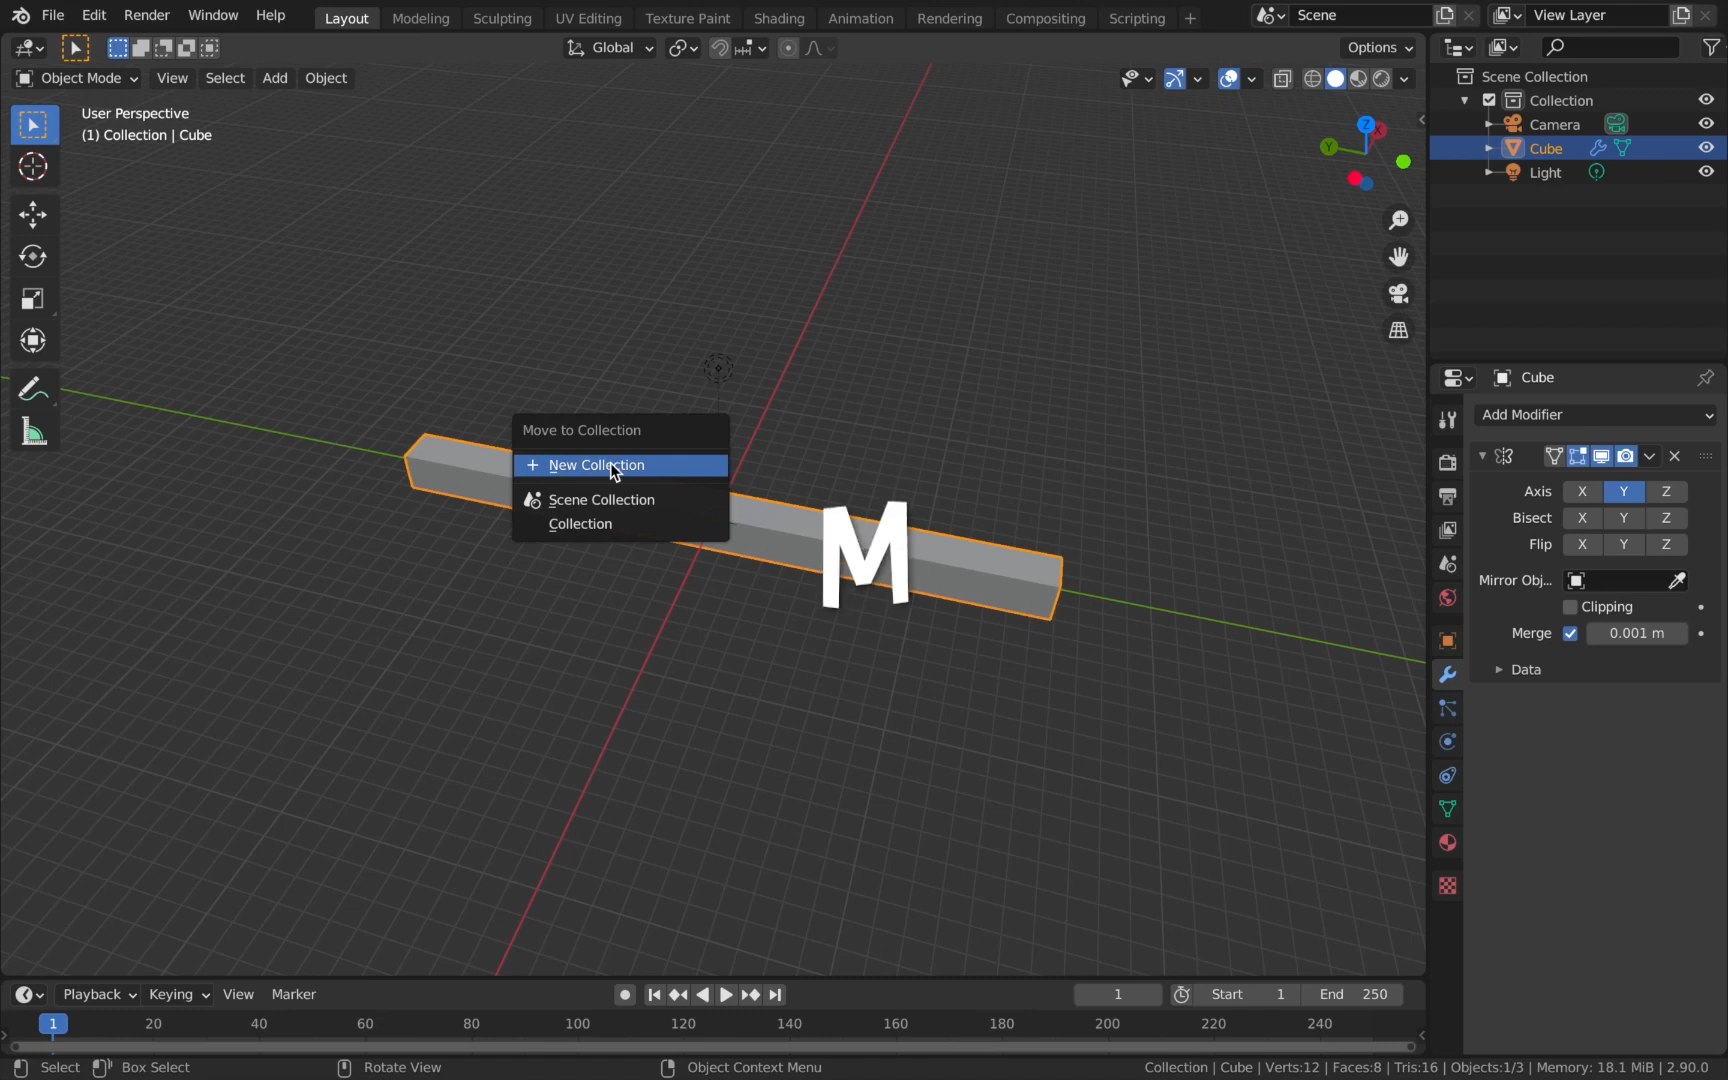 File Edit Render Window Help Layout Modeling Sculpting UV Editing Texture Paint Shading Animation Rendering Compositing Scripting + Scene View Layer
Global Options
Object Mode View Select Add Object
User Perspective
(1) Collection | Cube
Z
X
Y
Move to Collection
New Collection
Scene Collection
Collection
M
Scene Collection
Collection
Camera
Cube
Light
Cube
Add Modifier
Axis X Y Z
Bisect X Y Z
Flip X Y Z
Mirror Obj...
Clipping
Merge 0.001 m
Data
Playback Keying View Marker 1 Start 1 End 250
1 20 40 60 80 100 120 140 160 180 200 220 240
Select Box Select Rotate View Object Context Menu Collection | Cube | Verts:12 | Faces:8 | Tris:16 | Objects:1/3 | Memory: 18.1 MiB | 2.90.0